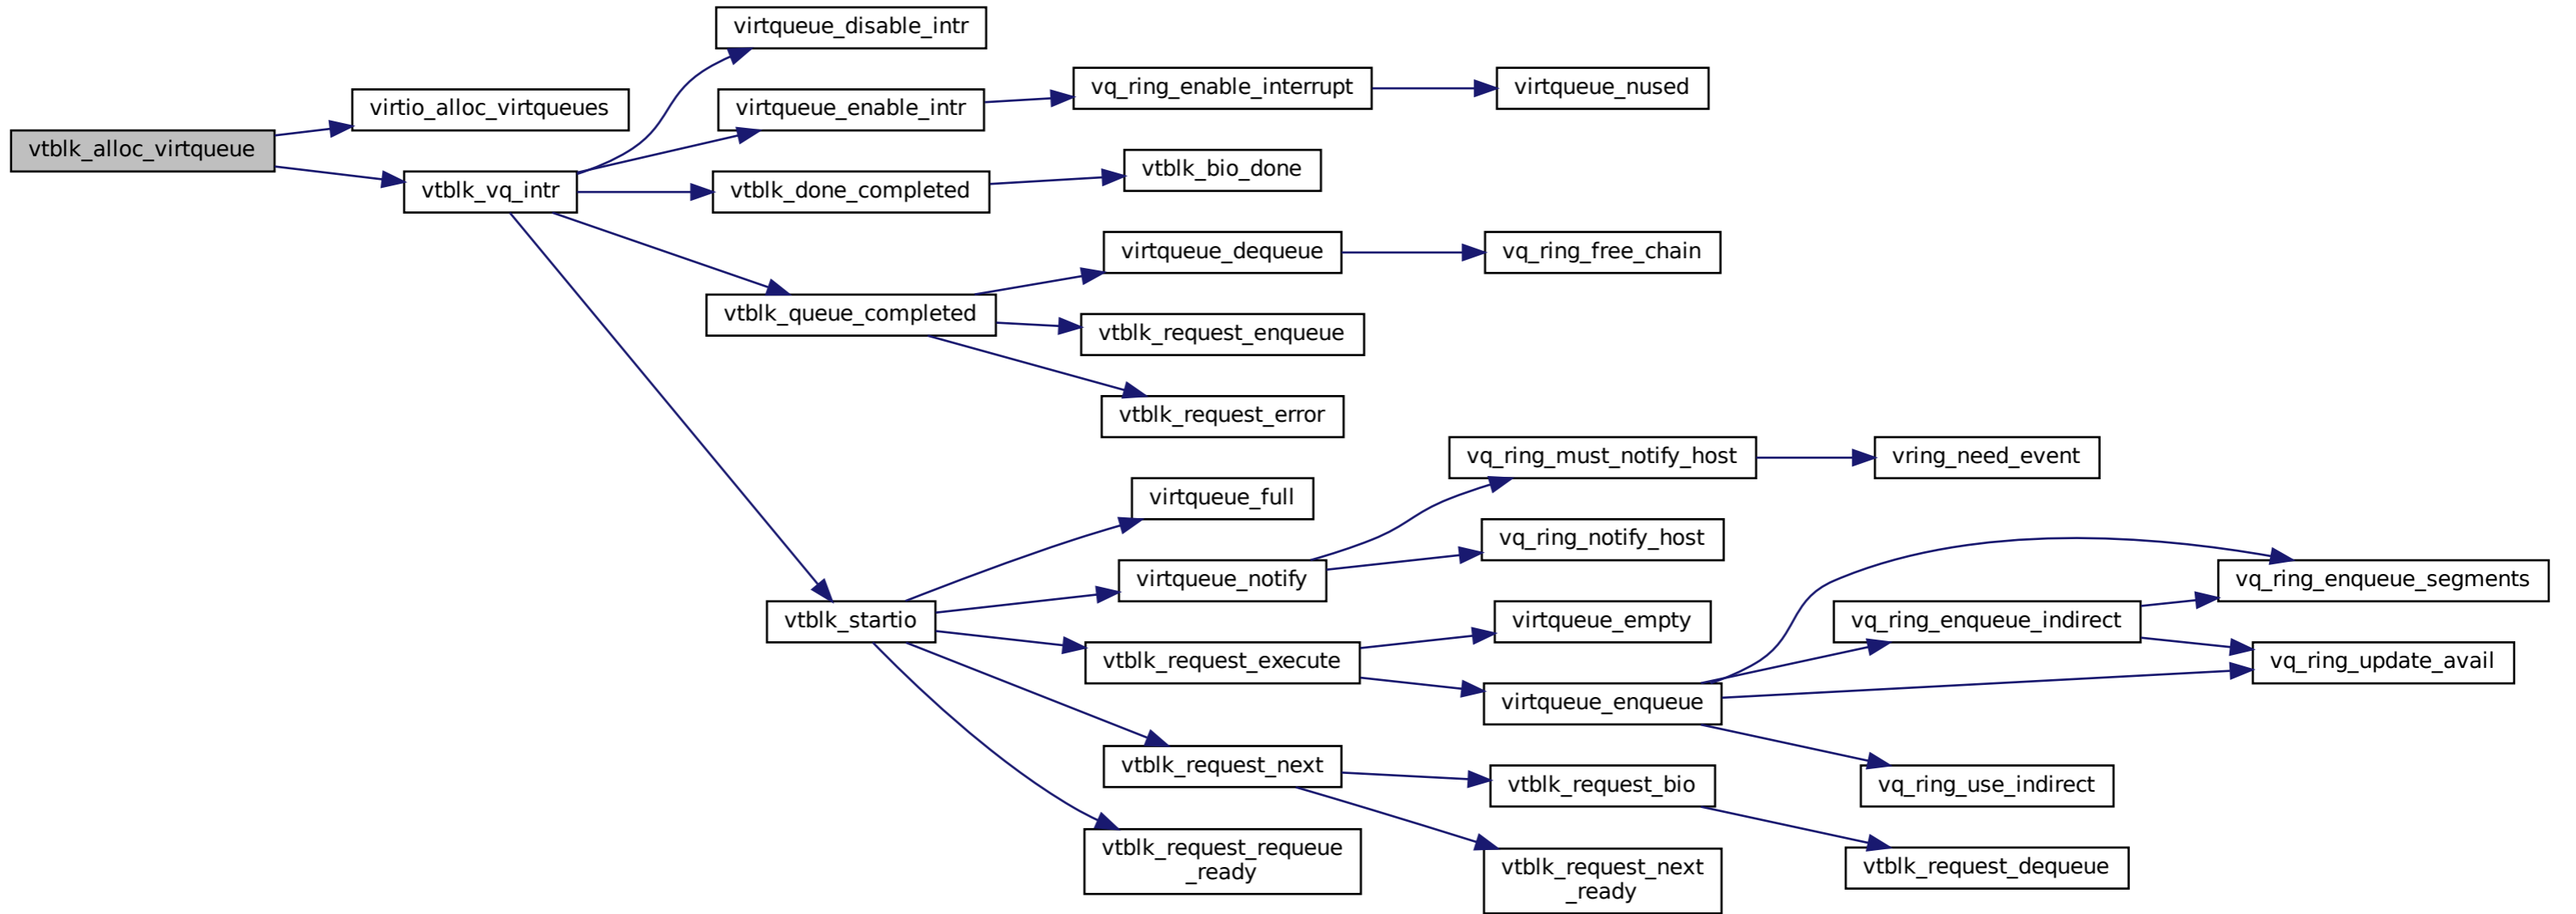 virtqueue_disable_intr
vq_ring_enable_interrupt
virtqueue_nused
virtio_alloc_virtqueues
virtqueue_enable_intr
vtblk_alloc_virtqueue
vtblk_bio_done
vtblk_vq_intr
vtblk_done_completed
virtqueue_dequeue
vq_ring_free_chain
vtblk_queue_completed
vtblk_request_enqueue
vtblk_request_error
vq_ring_must_notify_host
vring_need_event
virtqueue_full
vq_ring_notify_host
virtqueue_notify
vq_ring_enqueue_segments
vtblk_startio
virtqueue_empty
vq_ring_enqueue_indirect
vtblk_request_execute
vq_ring_update_avail
virtqueue_enqueue
vtblk_request_next
vtblk_request_bio
vq_ring_use_indirect
vtblk_request_requeue
_ready
vtblk_request_next
_ready
vtblk_request_dequeue